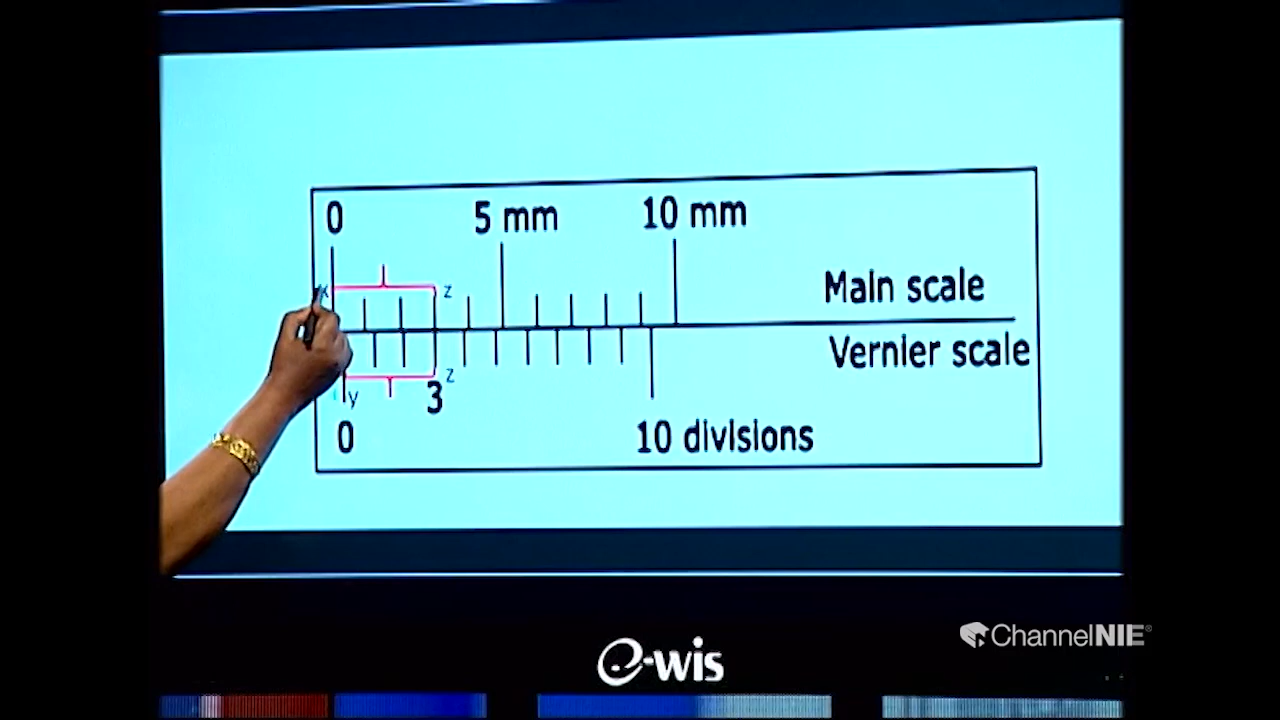 0 5 mm 10 mm
x z
Main scale
Vernier scale
z
y 3
0 10 divisions
ChannelNIE®
e-wis